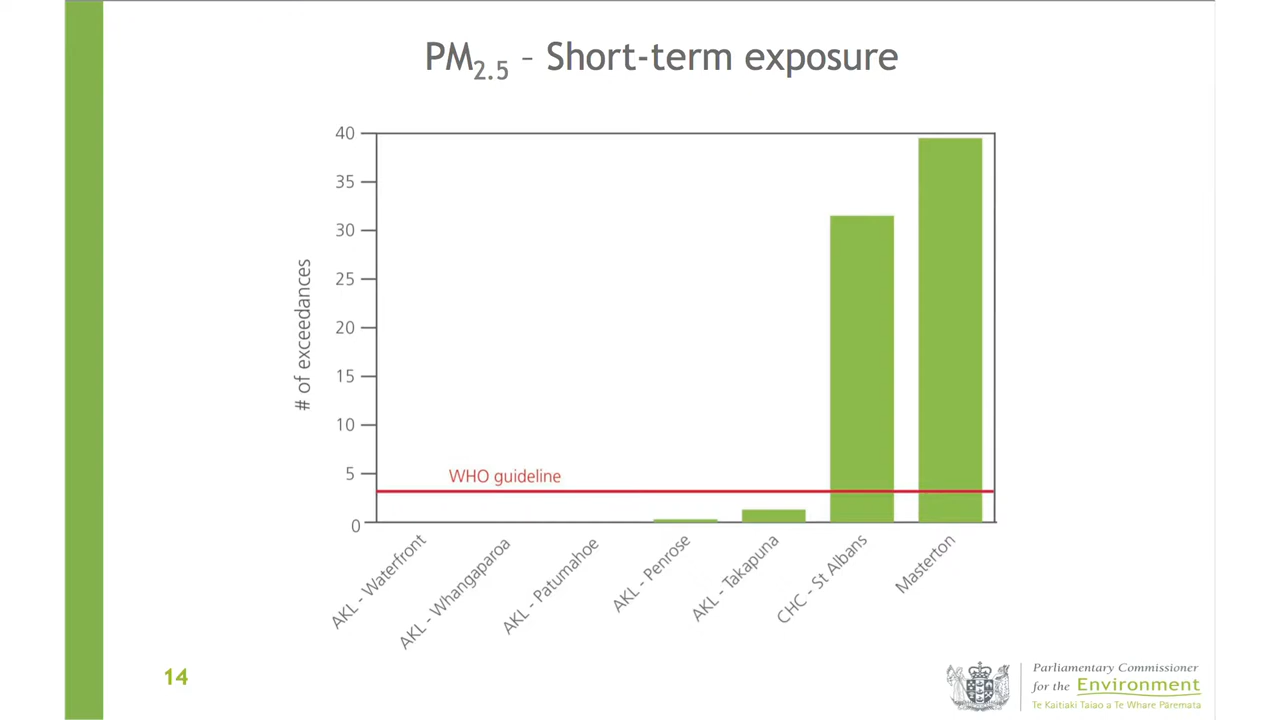 PM2.5 – Short-term exposure
40
35
30
25
20
15
10
5
0
# of exceedances
WHO guideline
AKL - Waterfront
AKL - Whangaparoa
AKL - Patumahoe
AKL - Penrose
AKL - Takapuna
CHC - St Albans
Masterton
14
Parliamentary Commissioner
for the Environment
Te Kaitiaki Taiao a Te Whare Pāremata